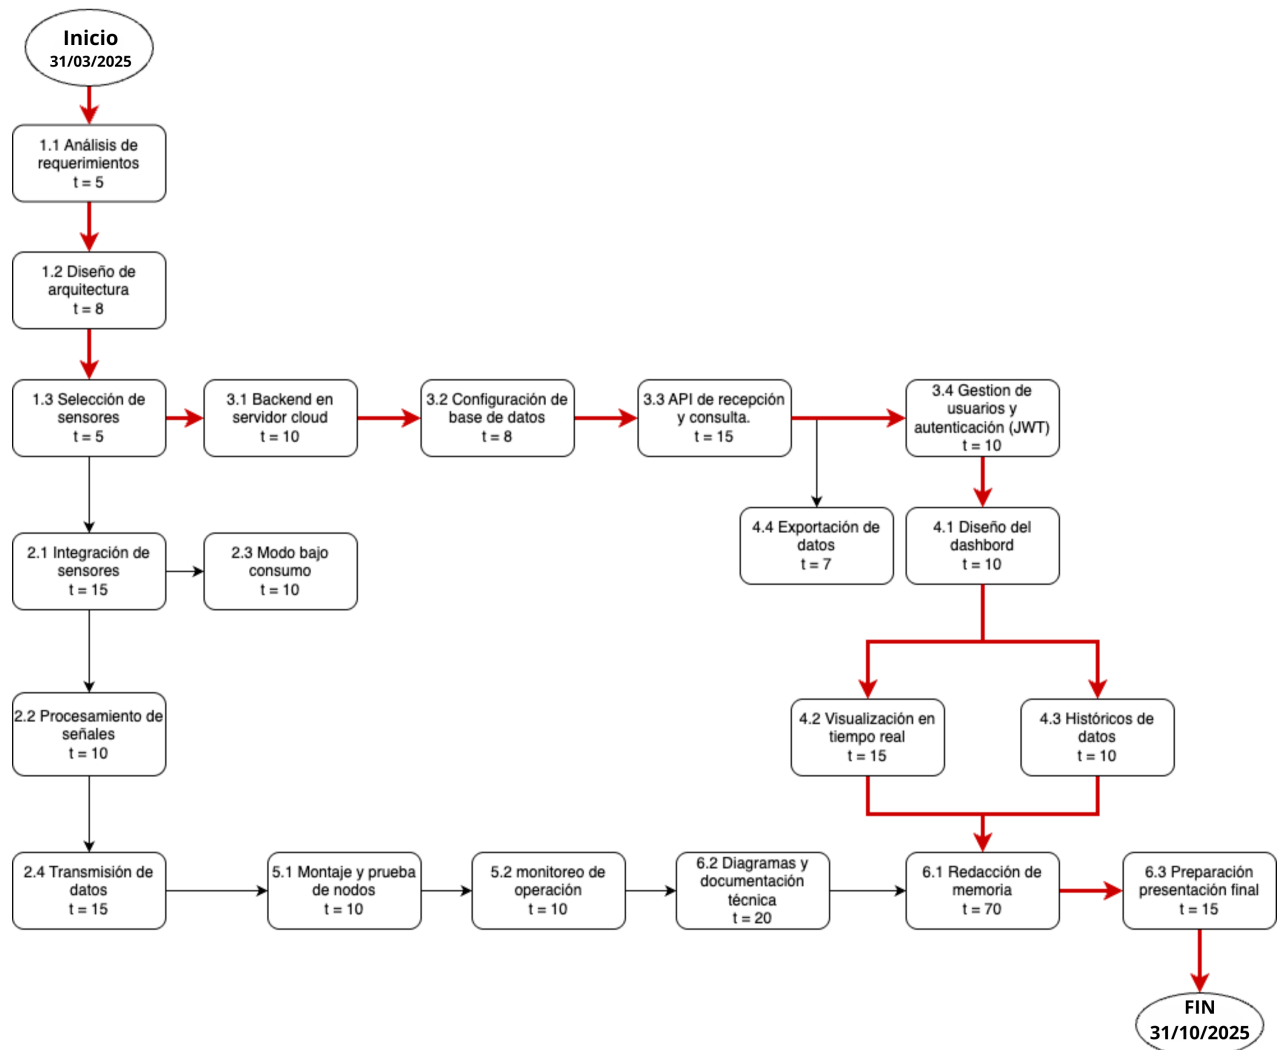 Inicio
31/03/2025
1.1 Análisis de
requerimientos
t = 5
1.2 Diseño de
arquitectura
t = 8
1.3 Selección de
sensores
t = 5
3.1 Backend en
servidor cloud
t = 10
3.2 Configuración de
base de datos
t = 8
3.3 API de recepción
y consulta.
t = 15
3.4 Gestion de
usuarios y
autenticación (JWT)
t = 10
2.1 Integración de
sensores
t = 15
2.3 Modo bajo
consumo
t = 10
4.4 Exportación de
datos
t = 7
4.1 Diseño del
dashbord
t = 10
2.2 Procesamiento de
señales
t = 10
4.2 Visualización en
tiempo real
t = 15
4.3 Históricos de
datos
t = 10
2.4 Transmisión de
datos
t = 15
5.1 Montaje y prueba
de nodos
t = 10
5.2 monitoreo de
operación
t = 10
6.2 Diagramas y
documentación
técnica
t = 20
6.1 Redacción de
memoria
t = 70
6.3 Preparación
presentación final
t = 15
FIN
31/10/2025